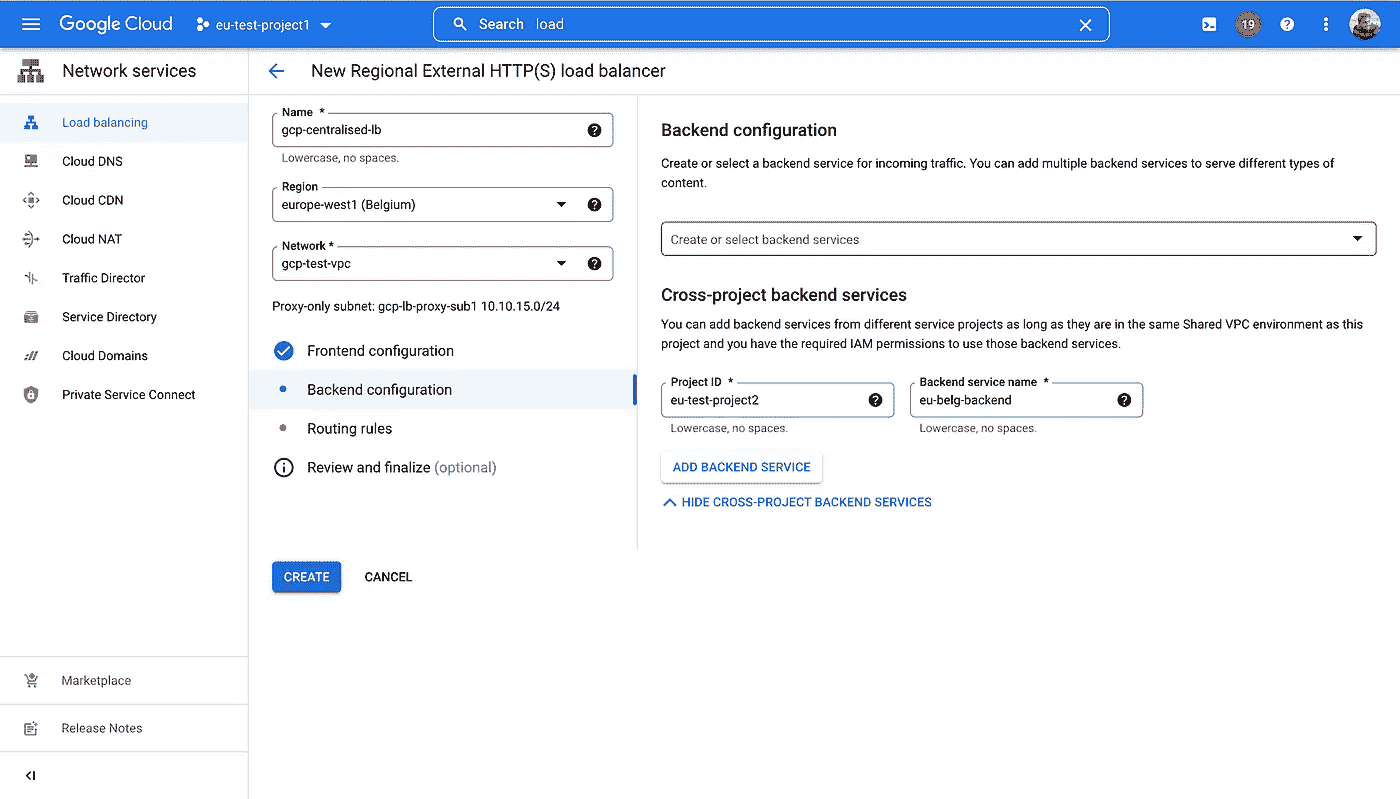 Google Cloud
eu-test-project1
Search load
19
Network services
New Regional External HTTP(S) load balancer
Load balancing
Cloud DNS
Cloud CDN
Cloud NAT
Traffic Director
Service Directory
Cloud Domains
Private Service Connect
Marketplace
Release Notes
Name *
gcp-centralised-lb
Lowercase, no spaces.
Region
europe-west1 (Belgium)
Network *
gcp-test-vpc
Proxy-only subnet: gcp-lb-proxy-sub1 10.10.15.0/24
Frontend configuration
Backend configuration
Routing rules
Review and finalize (optional)
CREATE
CANCEL
Backend configuration
Create or select a backend service for incoming traffic. You can add multiple backend services to serve different types of
content.
Create or select backend services
Cross-project backend services
You can add backend services from different service projects as long as they are in the same Shared VPC environment as this
project and you have the required IAM permissions to use those backend services.
Project ID *
eu-test-project2
Lowercase, no spaces.
Backend service name *
eu-belg-backend
Lowercase, no spaces.
ADD BACKEND SERVICE
HIDE CROSS-PROJECT BACKEND SERVICES